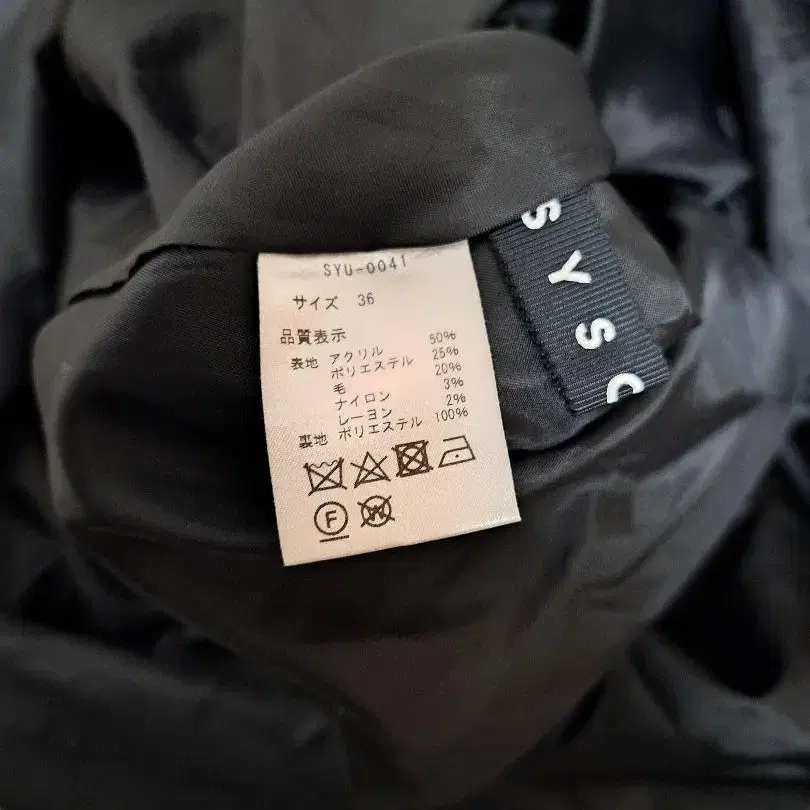 SYU-0041
サイズ 36
品質表示
表地 アクリル 50%
ポリエステル 25%
毛 20%
ナイロン 3%
レーヨン 2%
裏地 ポリエステル 100%
F W
SYSO